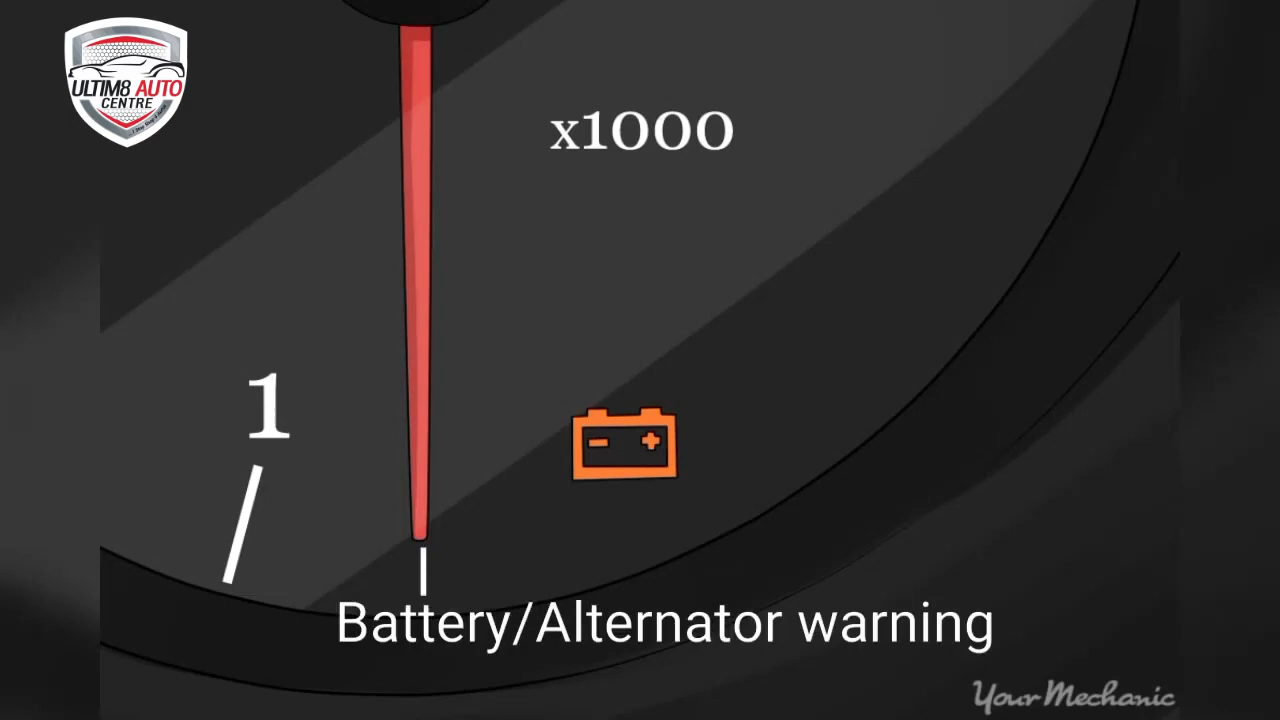 ULTIM8 AUTO
CENTRE
x1000
1
Battery/Alternator warning
YourMechanic